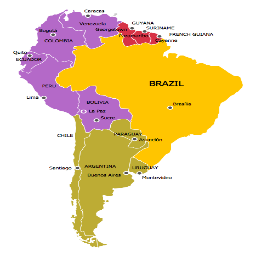 Caracas
Venezuela
GUYANA
Georgetown
SURINAME
Paramaribo
FRENCH GUIANA
Cayenne
Bogota
COLOMBIA
Quito
ECUADOR
BRAZIL
PERU
Lima
BOLIVIA
La Paz
Sucre
Brasilia
PARAGUAY
Asuncion
CHILE
Santiago
ARGENTINA
Buenos Aires
URUGUAY
Montevideo